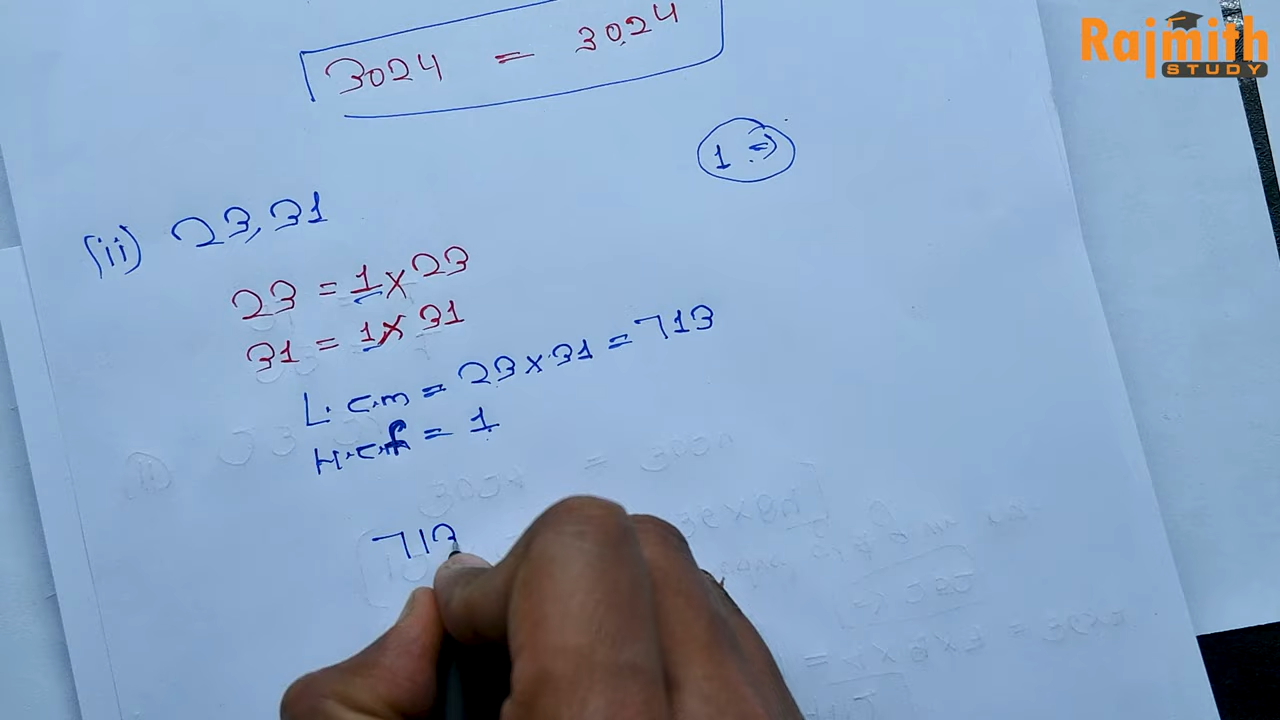 Rajmith
STUDY
3024 = 3024
1 ⇒
(ii) 23, 31
23 = 1 × 23
31 = 1 × 31
L.C.M = 23 × 31 = 713
H.C.f = 1
713